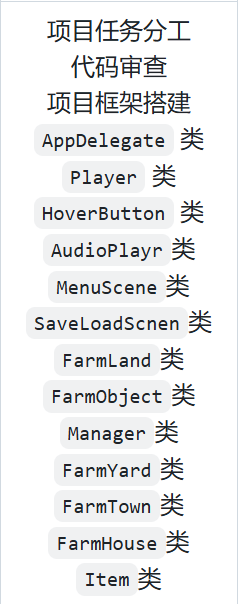 项目任务分工
代码审查
项目框架搭建
AppDelegate 类
Player 类
HoverButton 类
AudioPlayr 类
MenuScene 类
SaveLoadScnen 类
FarmLand 类
FarmObject 类
Manager 类
FarmYard 类
FarmTown 类
FarmHouse 类
Item 类